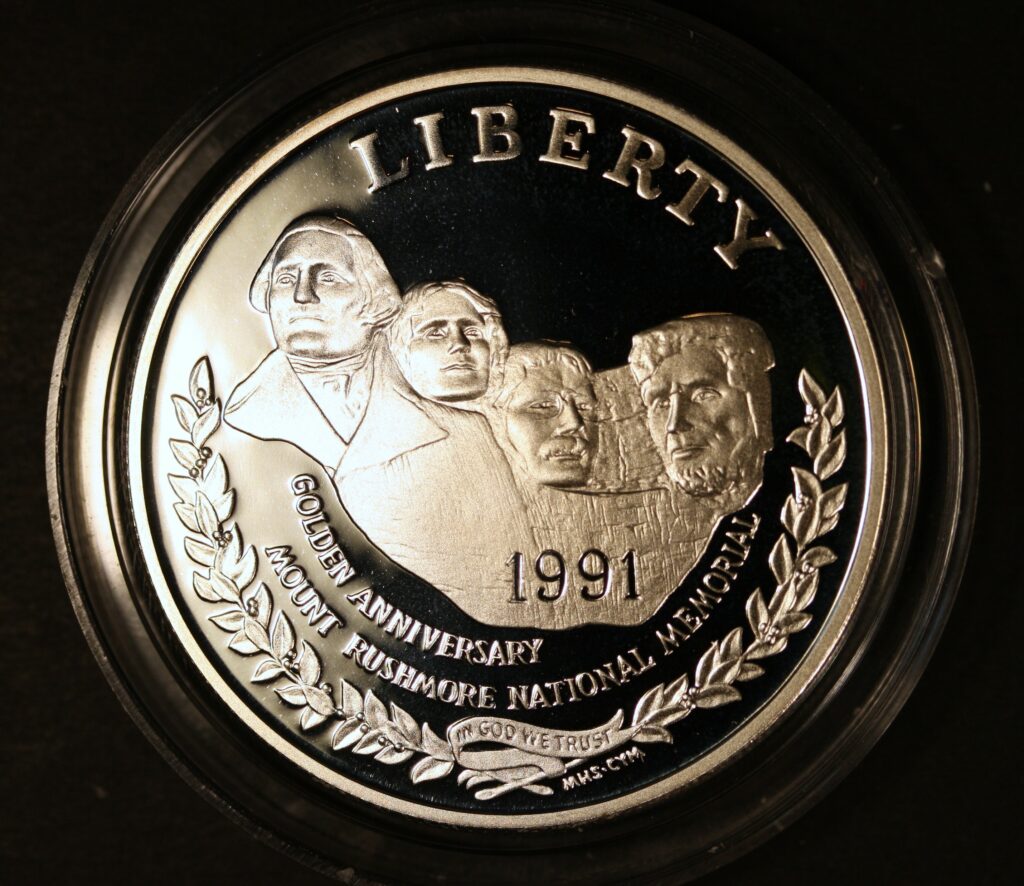 LIBERTY
1991
GOLDEN ANNIVERSARY
MOUNT RUSHMORE NATIONAL MEMORIAL
IN GOD WE TRUST
MHS·CYM